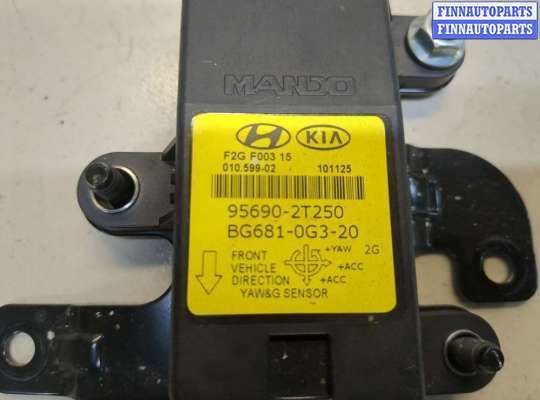 FINNAUTOPARTS
FINNAUTOPARTS
MANDO
KIA
F2G F003 15
010.599-02 101125
95690-2T250
BG681-0G3-20
FRONT +YAW 2G
VEHICLE +ACC
DIRECTION +ACC
YAW&G SENSOR